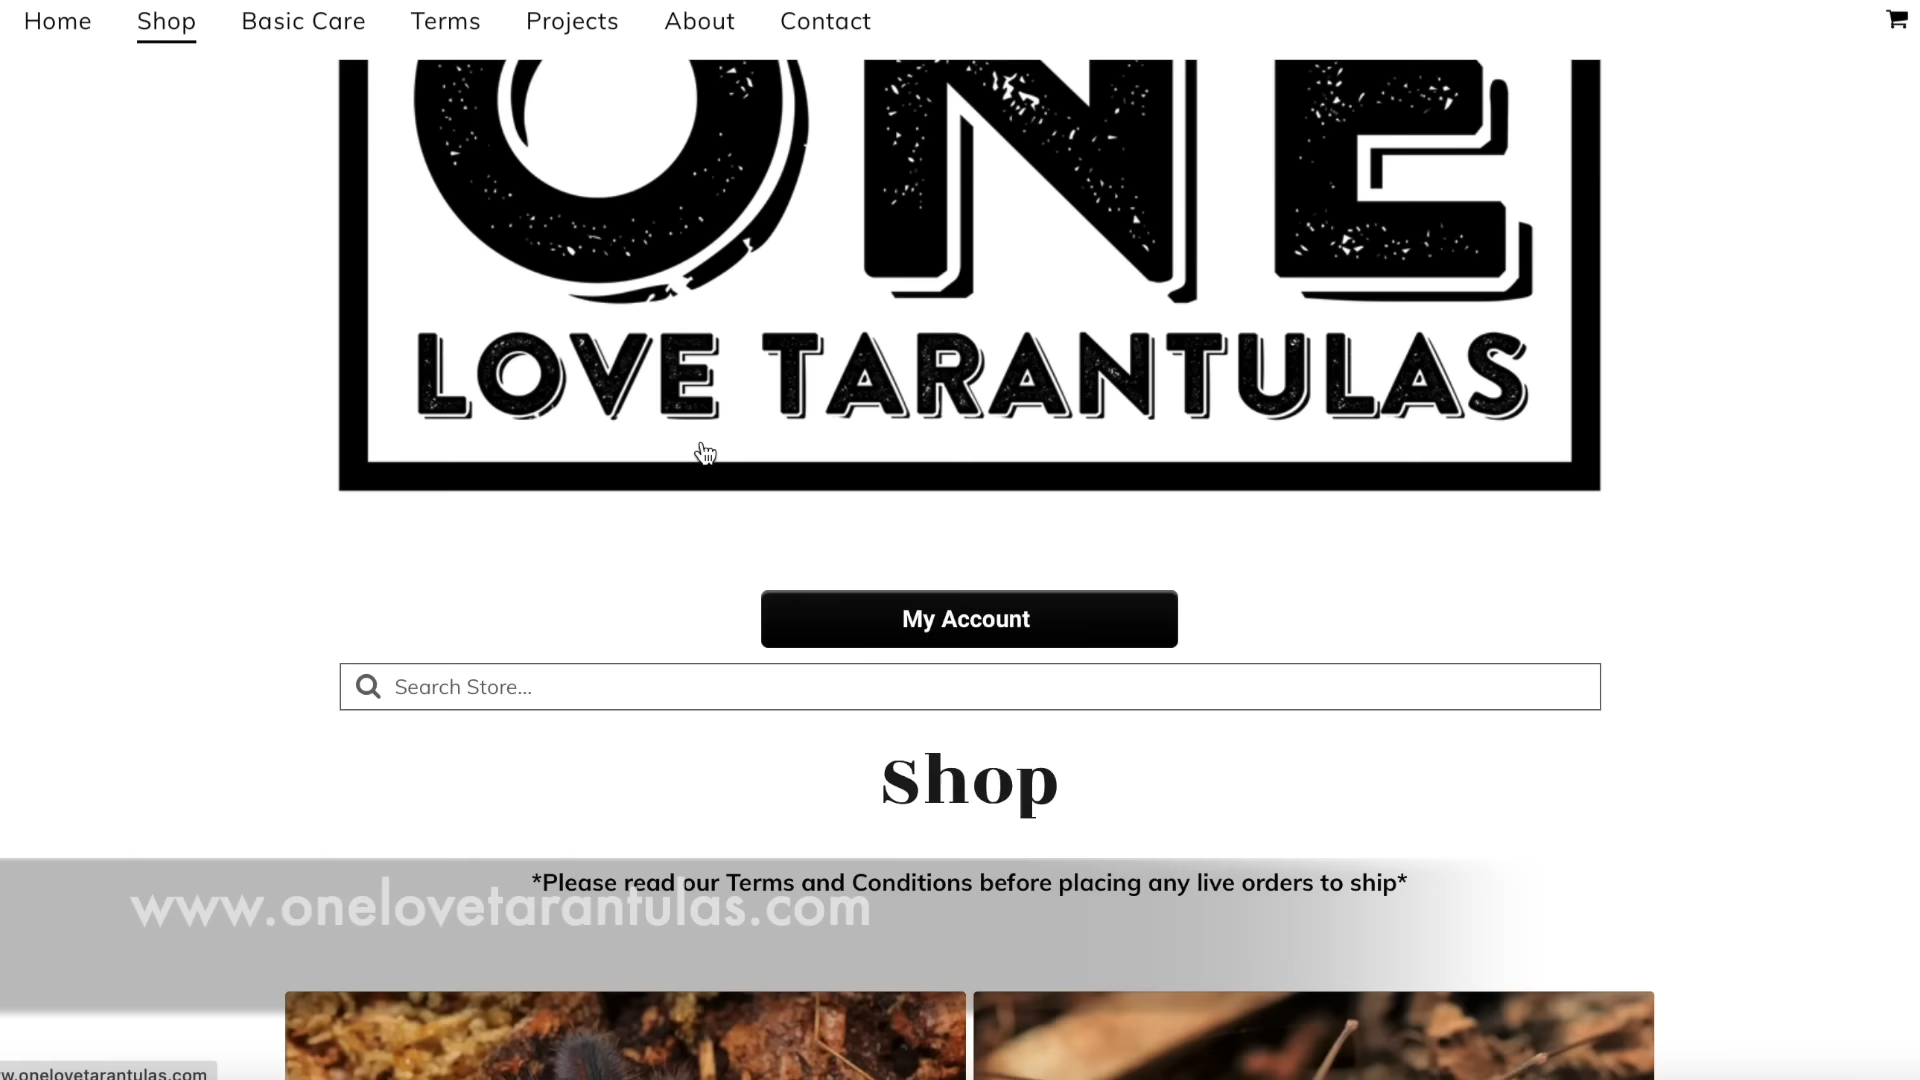 Home Shop Basic Care Terms Projects About Contact
ONE
LOVE TARANTULAS
My Account
Search Store...
Shop
*Please read our Terms and Conditions before placing any live orders to ship*
www.onelovetarantulas.com
w.onelovetarantulas.com